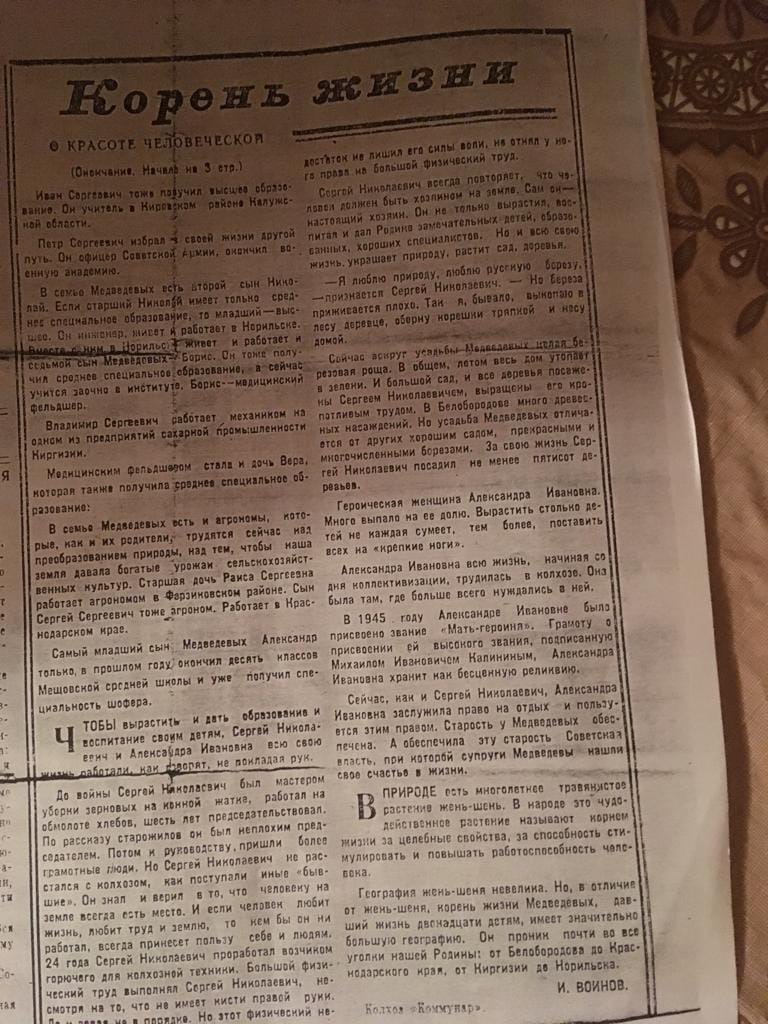 Корень жизни
О КРАСОТЕ ЧЕЛОВЕЧЕСКОЙ
(Окончание. Начало на 3 стр.)
Иван Сергеевич тоже получил высшее образо-
вание. Он учитель в Кировском районе Калуж-
ской области.
Петр Сергеевич избрал в своей жизни другой
путь. Он офицер Советской Армии, окончил во-
енную академию.
В семье Медведевых есть второй сын Нико-
лай. Если старший Николай имеет только сред-
нее специальное образование, то младший—выс-
шее. Он инженер, живет и работает в Норильске.
Вместе с ним в Норильске живет и работает и
седьмой сын Медведевых—Борис. Он тоже полу-
чил среднее специальное образование, а сейчас
учится заочно в институте. Борис—медицинский
фельдшер.
Владимир Сергеевич работает механиком на
одном из предприятий сахарной промышленности
Киргизии.
Медицинским фельдшером стала и дочь Вера,
которая также получила среднее специальное об-
разование.
В семье Медведевых есть и агрономы, кото-
рые, как и их родители, трудятся сейчас над
преобразованием природы, над тем, чтобы наша
земля давала богатые урожаи сельскохозяйст-
венных культур. Старшая дочь Раиса Сергеевна
работает агрономом в Ферзиковском районе. Сын
Сергей Сергеевич тоже агроном. Работает в Крас-
нодарском крае.
Самый младший сын Медведевых Александр
только в прошлом году окончил десять классов
Мещовской средней школы и уже получил спе-
циальность шофера.
ЧТОБЫ вырастить и дать образование и
воспитание своим детям, Сергей Никола-
евич и Александра Ивановна всю свою
жизнь работали, как говорят, не покладая рук.
До войны Сергей Николаевич был мастером
уборки зерновых на конной жатке, работал на
обмолоте хлебов, шесть лет председательствовал.
По рассказу старожилов он был неплохим пред-
седателем. Потом к руководству пришли более
грамотные люди. Но Сергей Николаевич не рас-
стался с колхозом, как поступали иные «быв-
шие». Он знал и верил в то, что человеку на
земле всегда есть место. И если человек любит
жизнь, любит труд и землю, то кем бы он ни
работал, всегда принесет пользу себе и людям.
24 года Сергей Николаевич проработал возчиком
горючего для колхозной техники. Большой физи-
ческий труд выполнял Сергей Николаевич, не-
смотря на то, что не имеет кисти правой руки.
Да и левая не в порядке. Но этот физический не-
достаток не лишил его силы воли, не отнял у не-
го права на большой физический труд.
Сергей Николаевич всегда повторяет, что че-
ловек должен быть хозяином на земле. Сам он—
настоящий хозяин. Он не только вырастил, вос-
питал и дал Родине замечательных детей, образо-
ванных, хороших специалистов. Но и всю свою
жизнь украшает природу, растит сад, деревья.
—Я люблю природу, люблю русскую березу,
—признается Сергей Николаевич. — Но береза
приживается плохо. Так я, бывало, выкопаю в
лесу деревце, оберну корешки тряпкой и несу
домой.
Сейчас вокруг усадьбы Медведевых целая бе-
резовая роща. В общем, летом весь дом утопает
в зелени. И большой сад, и все деревья посаже-
ны Сергеем Николаевичем, выращены его кро-
потливым трудом. В Белобородове много древес-
ных насаждений. Но усадьба Медведевых отлича-
ется от других хорошим садом, прекрасными и
многочисленными березами. За свою жизнь Сер-
гей Николаевич посадил не менее пятисот де-
ревьев.
Героическая женщина Александра Ивановна.
Много выпало на ее долю. Вырастить столько де-
тей не каждая сумеет, тем более, поставить
всех на «крепкие ноги».
Александра Ивановна всю жизнь, начиная со
дня коллективизации, трудилась в колхозе. Она
была там, где больше всего нуждались в ней.
В 1945 году Александре Ивановне было
присвоено звание «Мать-героиня». Грамоту о
присвоении ей высокого звания, подписанную
Михаилом Ивановичем Калининым, Александра
Ивановна хранит как бесценную реликвию.
Сейчас, как и Сергей Николаевич, Александра
Ивановна заслужила право на отдых и пользу-
ется этим правом. Старость у Медведевых обес-
печена. А обеспечила эту старость Советская
власть, при которой супруги Медведевы нашли
свое счастье в жизни.
В ПРИРОДЕ есть многолетнее травянистое
растение жень-шень. В народе это чудо-
действенное растение называют корнем
жизни за целебные свойства, за способность сти-
мулировать и повышать работоспособность чело-
века.
География жень-шеня невелика. Но, в отличие
от жень-шеня, корень жизни Медведевых, дав-
ший жизнь двенадцати детям, имеет значительно
большую географию. Он проник почти во все
уголки нашей Родины: от Белобородова до Крас-
нодарского края, от Киргизии до Норильска.
И. ВОИНОВ.
Колхоз «Коммунар».